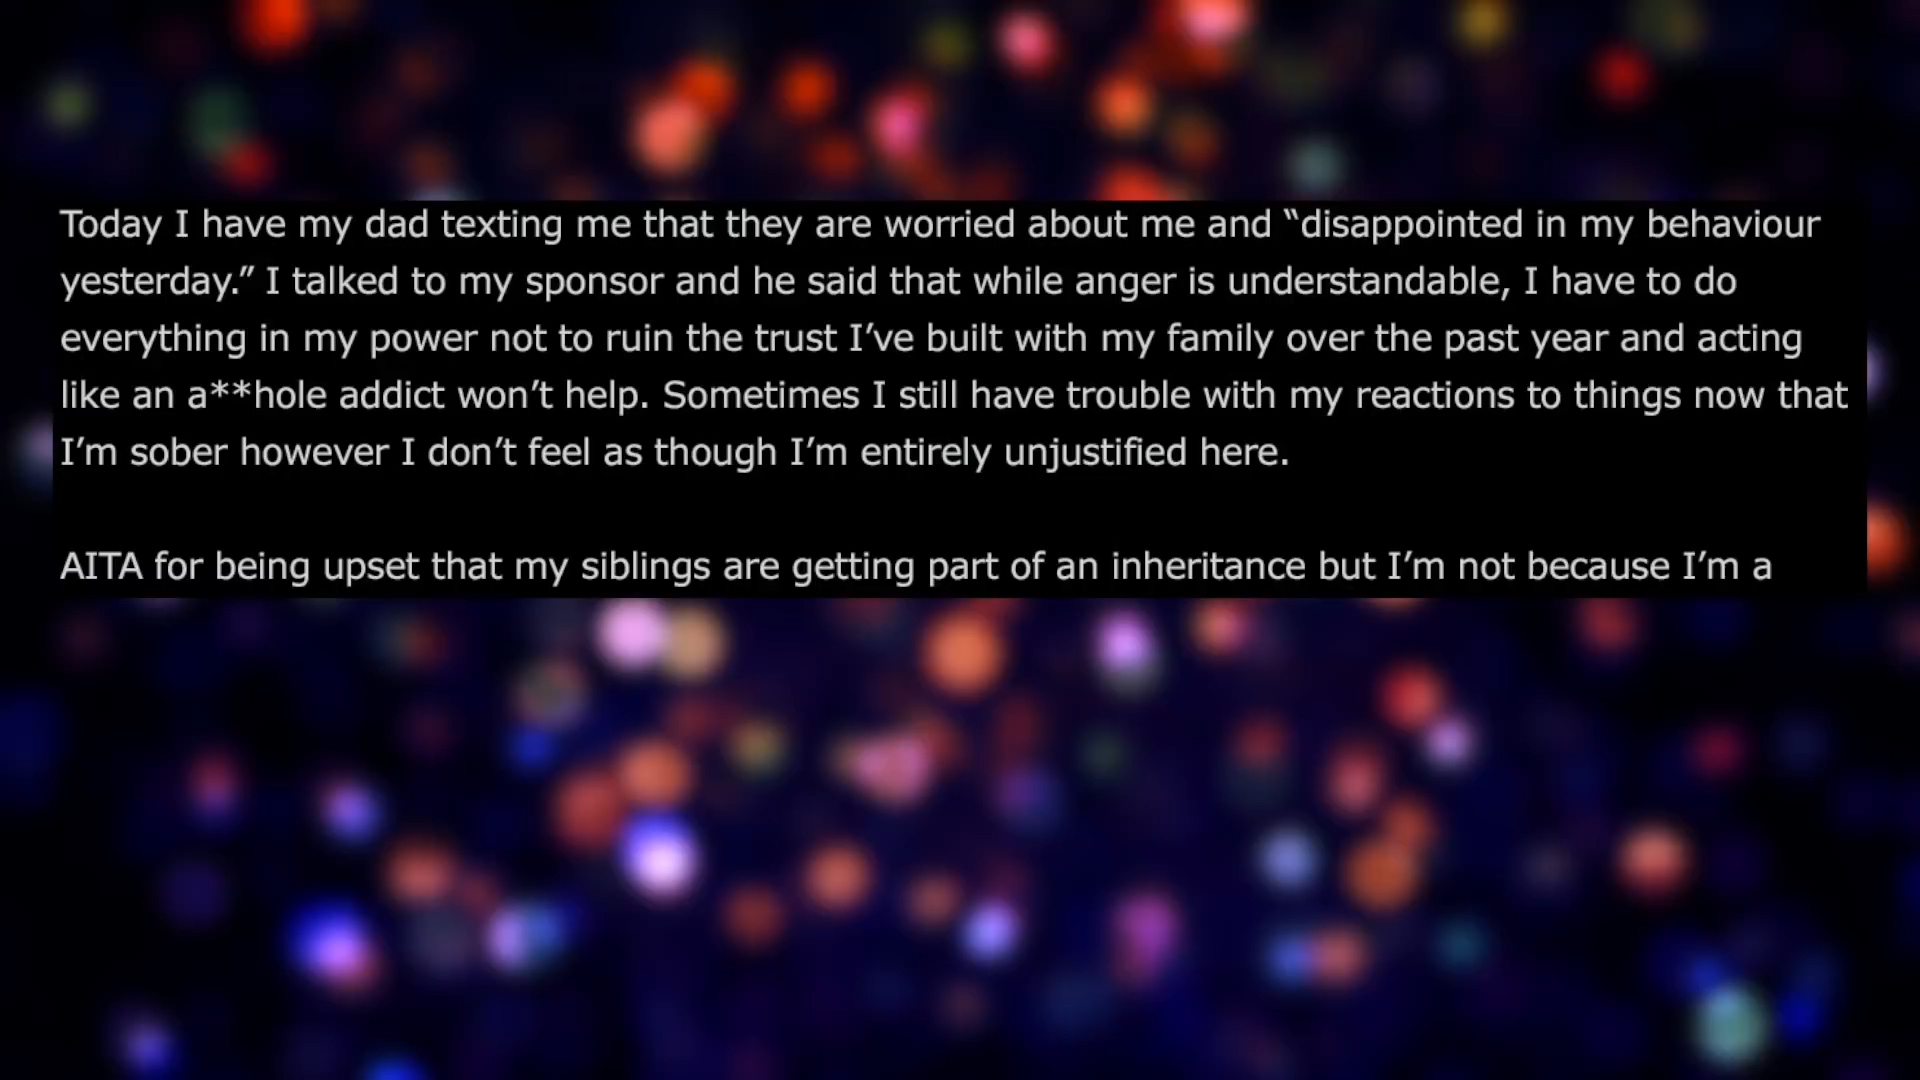 Today I have my dad texting me that they are worried about me and “disappointed in my behaviour
yesterday.” I talked to my sponsor and he said that while anger is understandable, I have to do
everything in my power not to ruin the trust I’ve built with my family over the past year and acting
like an a**hole addict won’t help. Sometimes I still have trouble with my reactions to things now that
I’m sober however I don’t feel as though I’m entirely unjustified here.
AITA for being upset that my siblings are getting part of an inheritance but I’m not because I’m a